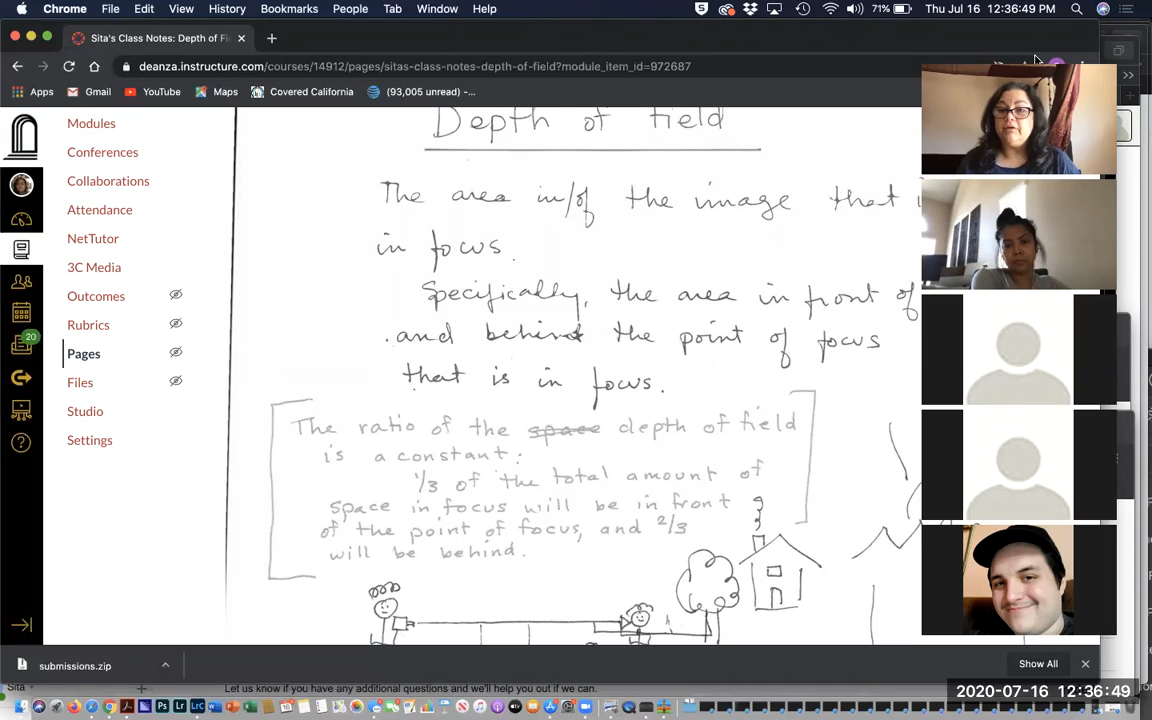 Chrome File Edit View History Bookmarks People Tab Window Help 71% Thu Jul 16 12:36:49 PM
Sita's Class Notes: Depth of Fi
deanza.instructure.com/courses/14912/pages/sitas-class-notes-depth-of-field?module_item_id=972687
Apps Gmail YouTube Maps Covered California (93,005 unread) -...
Modules
Conferences
Collaborations
Attendance
NetTutor
3C Media
Outcomes
Rubrics
20
Pages
Files
Studio
Settings
Depth of field
The area in/of the image that
in focus.
Specifically, the area in front of
and behind the point of focus
that is in focus.
The ratio of the space depth of field
is a constant:
1/3 of the total amount of
space in focus will be in front
of the point of focus, and 2/3
will be behind.
submissions.zip
Show All
Sita
Let us know if you have any additional questions and we'll help you out if we can.
2020-07-16 12:36:49